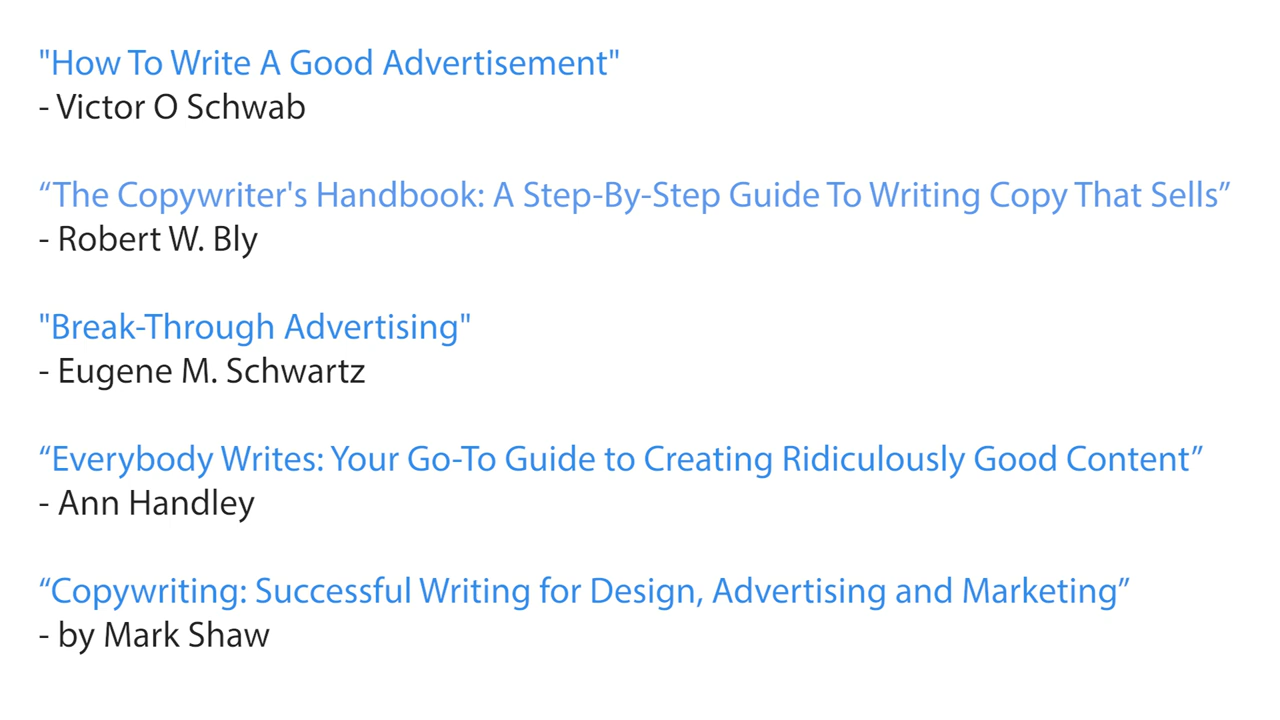 "How To Write A Good Advertisement"
- Victor O Schwab
“The Copywriter's Handbook: A Step-By-Step Guide To Writing Copy That Sells”
- Robert W. Bly
"Break-Through Advertising"
- Eugene M. Schwartz
“Everybody Writes: Your Go-To Guide to Creating Ridiculously Good Content”
- Ann Handley
“Copywriting: Successful Writing for Design, Advertising and Marketing”
- by Mark Shaw